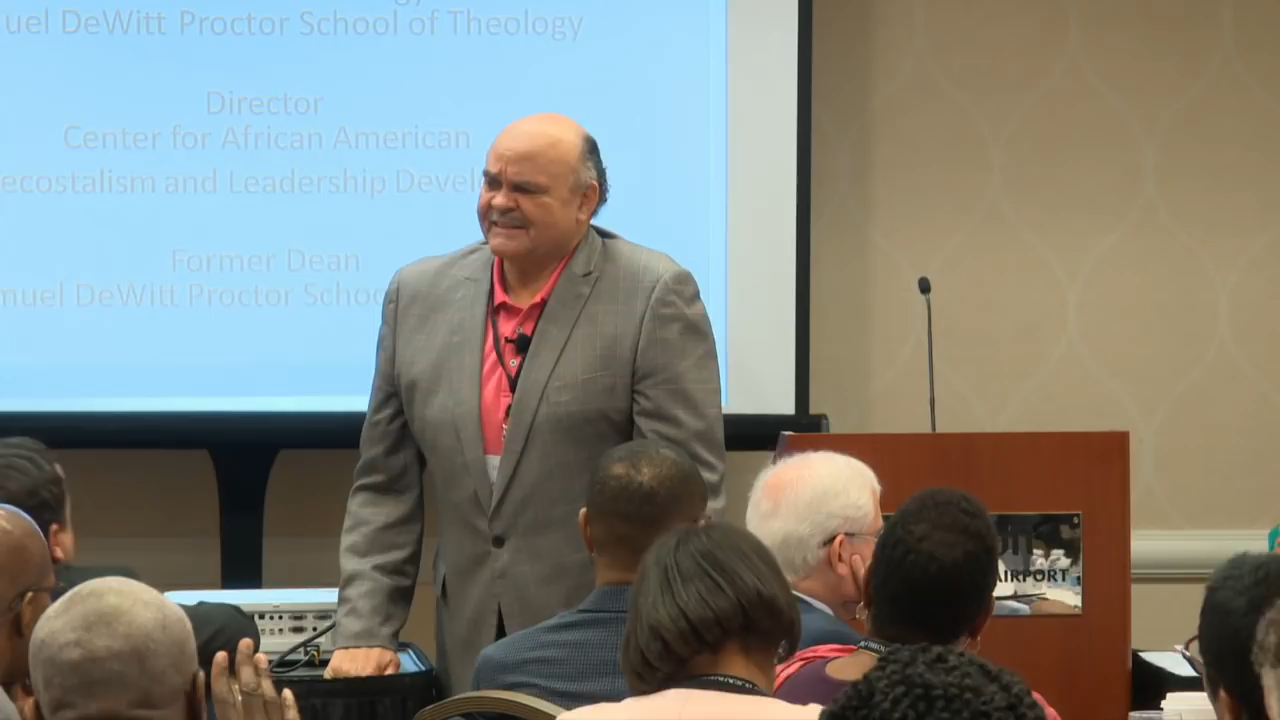 uel DeWitt Proctor School of Theology
Director
Center for African American
ecostalism and Leadership Devel
Former Dean
muel DeWitt Proctor Schoo
AIRPORT